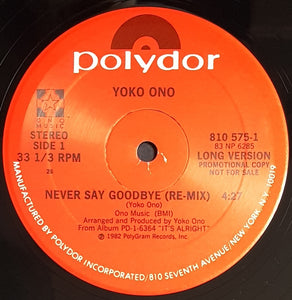 polydor
YOKO ONO
ONO
MUSIC
STEREO
SIDE 1
33 1/3 RPM
26
810 575-1
83 NP 6285
LONG VERSION
PROMOTIONAL COPY
NOT FOR SALE
NEVER SAY GOODBYE (RE-MIX) 4:27
(Yoko Ono)
Ono Music (BMI)
Arranged and Produced by Yoko Ono
From Album PD-1-6364 "IT'S ALRIGHT"
℗ 1982 PolyGram Records, Inc.
MANUFACTURED BY POLYDOR INCORPORATED/810 SEVENTH AVENUE/NEW YORK, N.Y. 10019